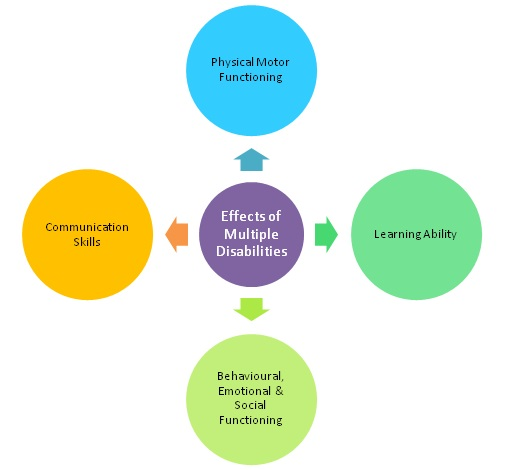 Physical Motor
Functioning
Communication
Skills
Effects of
Multiple
Disabilities
Learning Ability
Behavioural,
Emotional &
Social
Functioning